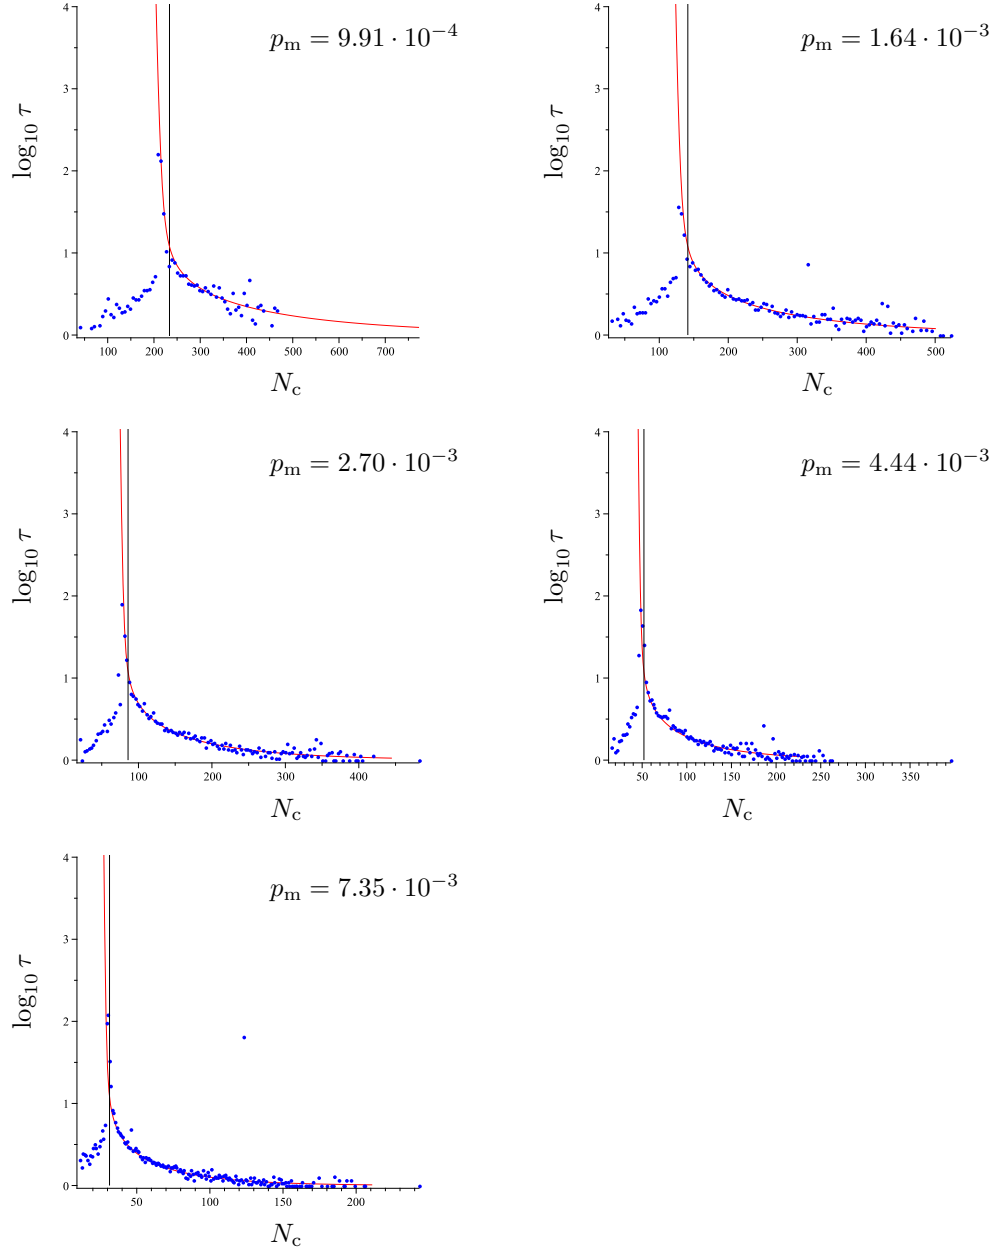 4
3
2
1
0
100 200 300 400 500 600 700
log₁₀ τ
N_c
p_m = 9.91 · 10⁻⁴
4
3
2
1
0
100 200 300 400 500
log₁₀ τ
N_c
p_m = 1.64 · 10⁻³
4
3
2
1
0
100 200 300 400
log₁₀ τ
N_c
p_m = 2.70 · 10⁻³
4
3
2
1
0
50 100 150 200 250 300 350
log₁₀ τ
N_c
p_m = 4.44 · 10⁻³
4
3
2
1
0
50 100 150 200
log₁₀ τ
N_c
p_m = 7.35 · 10⁻³